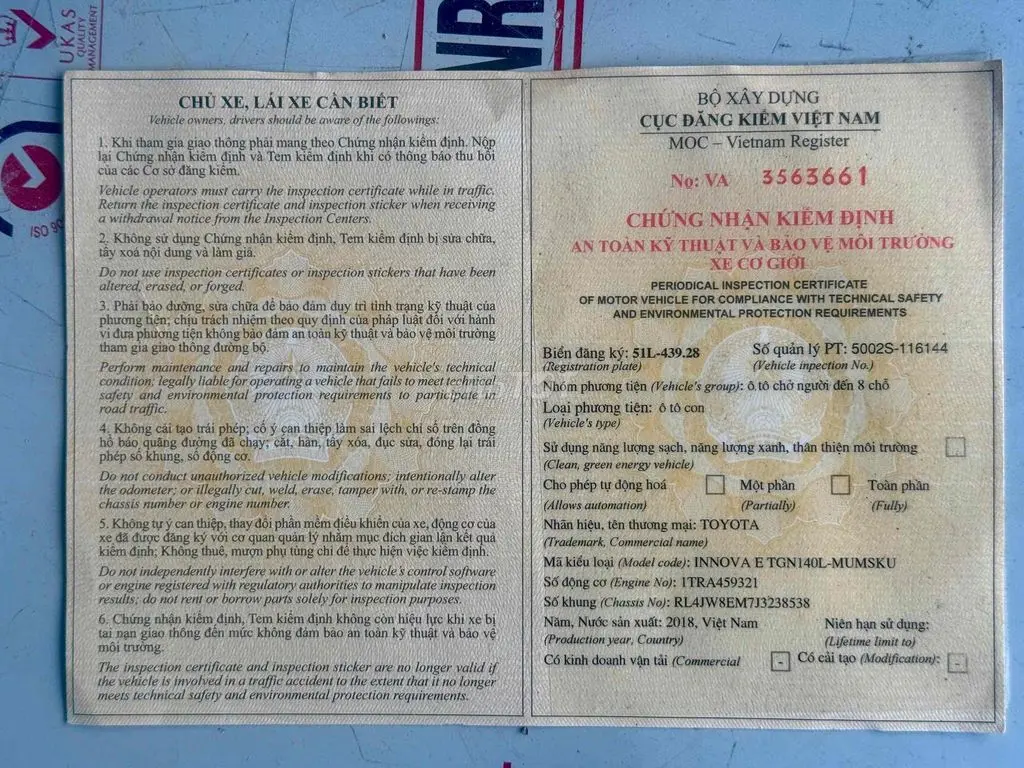 UKAS
QUALITY
MANAGEMENT
ISO 90
CHỦ XE, LÁI XE CẦN BIẾT
Vehicle owners, drivers should be aware of the followings:
1. Khi tham gia giao thông phải mang theo Chứng nhận kiểm định. Nộp
lại Chứng nhận kiểm định và Tem kiểm định khi có thông báo thu hồi
của các Cơ sở đăng kiểm.
Vehicle operators must carry the inspection certificate while in traffic.
Return the inspection certificate and inspection sticker when receiving
a withdrawal notice from the Inspection Centers.
2. Không sử dụng Chứng nhận kiểm định, Tem kiểm định bị sửa chữa,
tẩy xoá nội dung và làm giả.
Do not use inspection certificates or inspection stickers that have been
altered, erased, or forged.
3. Phải bảo dưỡng, sửa chữa để bảo đảm duy trì tình trạng kỹ thuật của
phương tiện; chịu trách nhiệm theo quy định của pháp luật đối với hành
vi đưa phương tiện không bảo đảm an toàn kỹ thuật và bảo vệ môi trường
tham gia giao thông đường bộ.
Perform maintenance and repairs to maintain the vehicle's technical
condition; legally liable for operating a vehicle that fails to meet technical
safety and environmental protection requirements to participate in
road traffic.
4. Không cải tạo trái phép; cố ý can thiệp làm sai lệch chỉ số trên đồng
hồ báo quãng đường đã chạy; cắt, hàn, tẩy xóa, đục sửa, đóng lại trái
phép số khung, số động cơ.
Do not conduct unauthorized vehicle modifications; intentionally alter
the odometer; or illegally cut, weld, erase, tamper with, or re-stamp the
chassis number or engine number.
5. Không tự ý can thiệp, thay đổi phần mềm điều khiển của xe, động cơ của
xe đã được đăng ký với cơ quan quản lý nhằm mục đích gian lận kết quả
kiểm định; Không thuê, mượn phụ tùng chỉ để thực hiện việc kiểm định.
Do not independently interfere with or alter the vehicle's control software
or engine registered with regulatory authorities to manipulate inspection
results; do not rent or borrow parts solely for inspection purposes.
6. Chứng nhận kiểm định, Tem kiểm định không còn hiệu lực khi xe bị
tai nạn giao thông đến mức không đảm bảo an toàn kỹ thuật và bảo vệ
môi trường.
The inspection certificate and inspection sticker are no longer valid if
the vehicle is involved in a traffic accident to the extent that it no longer
meets technical safety and environmental protection requirements.
BỘ XÂY DỰNG
CỤC ĐĂNG KIỂM VIỆT NAM
MOC – Vietnam Register
No: VA 3563661
CHỨNG NHẬN KIỂM ĐỊNH
AN TOÀN KỸ THUẬT VÀ BẢO VỆ MÔI TRƯỜNG
XE CƠ GIỚI
PERIODICAL INSPECTION CERTIFICATE
OF MOTOR VEHICLE FOR COMPLIANCE WITH TECHNICAL SAFETY
AND ENVIRONMENTAL PROTECTION REQUIREMENTS
Biển đăng ký: 51L-439.28 Số quản lý PT: 5002S-116144
(Registration plate) (Vehicle inspection No.)
Nhóm phương tiện (Vehicle's group): ô tô chở người đến 8 chỗ
Loại phương tiện: ô tô con
(Vehicle's type)
Sử dụng năng lượng sạch, năng lượng xanh, thân thiện môi trường
(Clean, green energy vehicle)
Cho phép tự động hoá Một phần Toàn phần
(Allows automation) (Partially) (Fully)
Nhãn hiệu, tên thương mại: TOYOTA
(Trademark, Commercial name)
Mã kiểu loại (Model code): INNOVA E TGN140L-MUMSKU
Số động cơ (Engine No): 1TRA459321
Số khung (Chassis No): RL4JW8EM7J3238538
Năm, Nước sản xuất: 2018, Việt Nam Niên hạn sử dụng:
(Production year, Country) (Lifetime limit to)
Có kinh doanh vận tải (Commercial - Có cải tạo (Modification): -